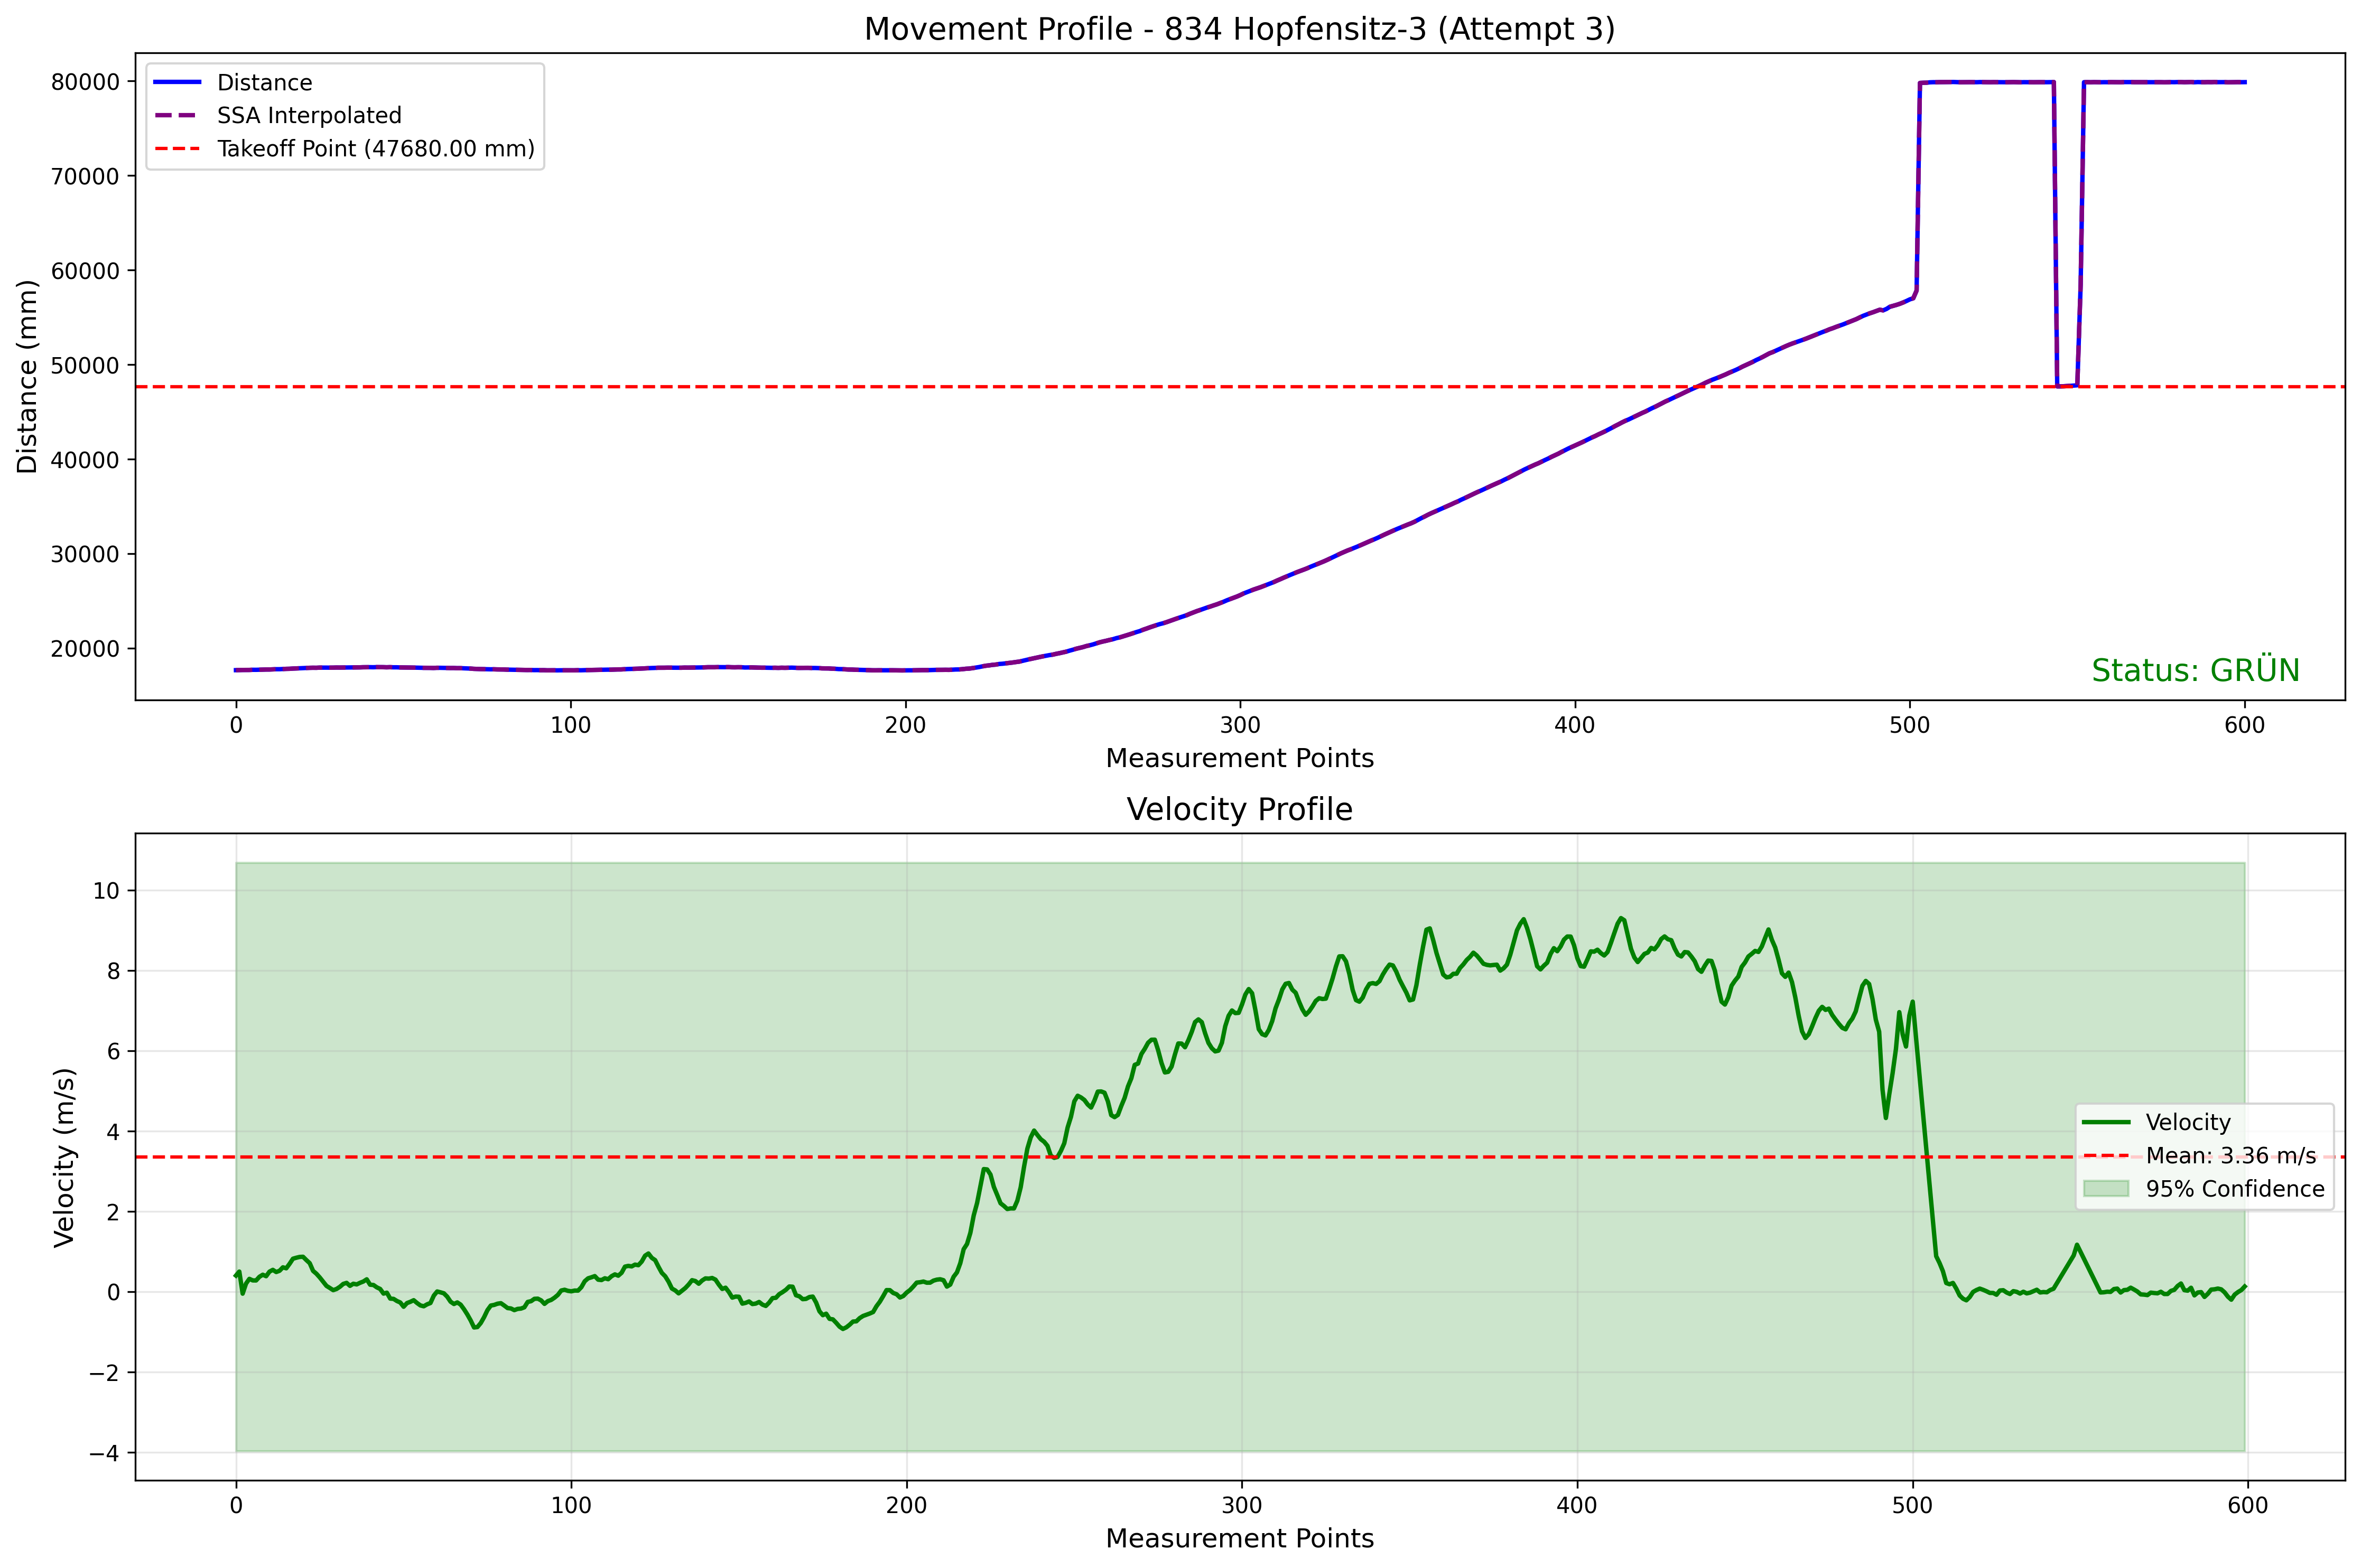 Movement Profile - 834 Hopfensitz-3 (Attempt 3)
Distance
SSA Interpolated
Takeoff Point (47680.00 mm)
80000
70000
60000
50000
40000
30000
20000
Distance (mm)
Status: GRÜN
0 100 200 300 400 500 600
Measurement Points
Velocity Profile
10
8
6
4
2
0
−2
−4
Velocity (m/s)
Velocity
Mean: 3.36 m/s
95% Confidence
0 100 200 300 400 500 600
Measurement Points